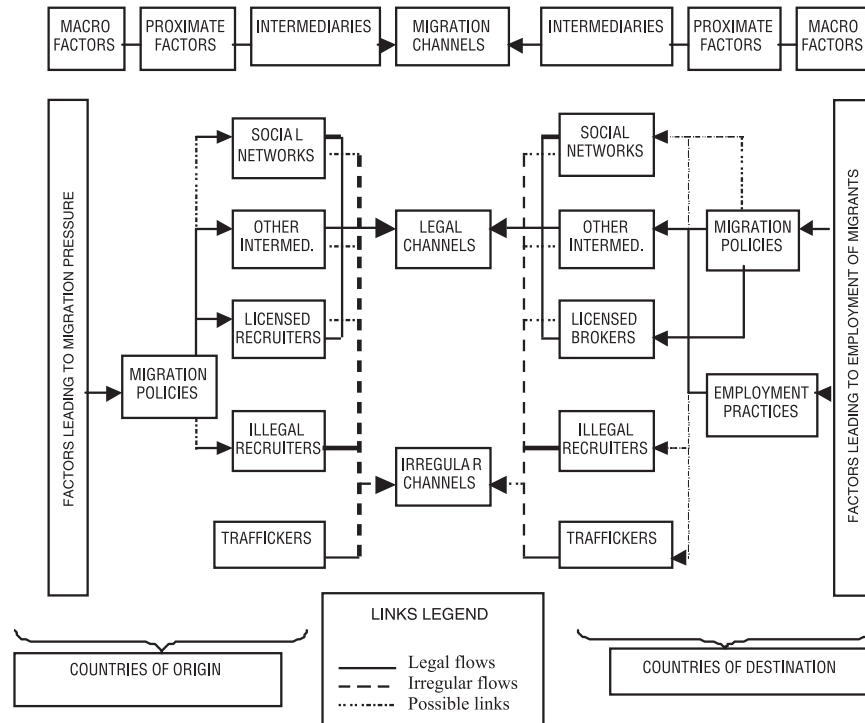 MACRO
FACTORS
PROXIMATE
FACTORS
INTERMEDIARIES
MIGRATION
CHANNELS
INTERMEDIARIES
PROXIMATE
FACTORS
MACRO
FACTORS
FACTORS LEADING TO MIGRATION PRESSURE
MIGRATION
POLICIES
SOCIAL
NETWORKS
OTHER
INTERMED.
LICENSED
RECRUITERS
ILLEGAL
RECRUITERS
TRAFFICKERS
LEGAL
CHANNELS
IRREGULAR
CHANNELS
SOCIAL
NETWORKS
OTHER
INTERMED.
LICENSED
BROKERS
ILLEGAL
RECRUITERS
TRAFFICKERS
MIGRATION
POLICIES
EMPLOYMENT
PRACTICES
FACTORS LEADING TO EMPLOYMENT OF MIGRANTS
COUNTRIES OF ORIGIN
LINKS LEGEND
Legal flows
Irregular flows
Possible links
COUNTRIES OF DESTINATION